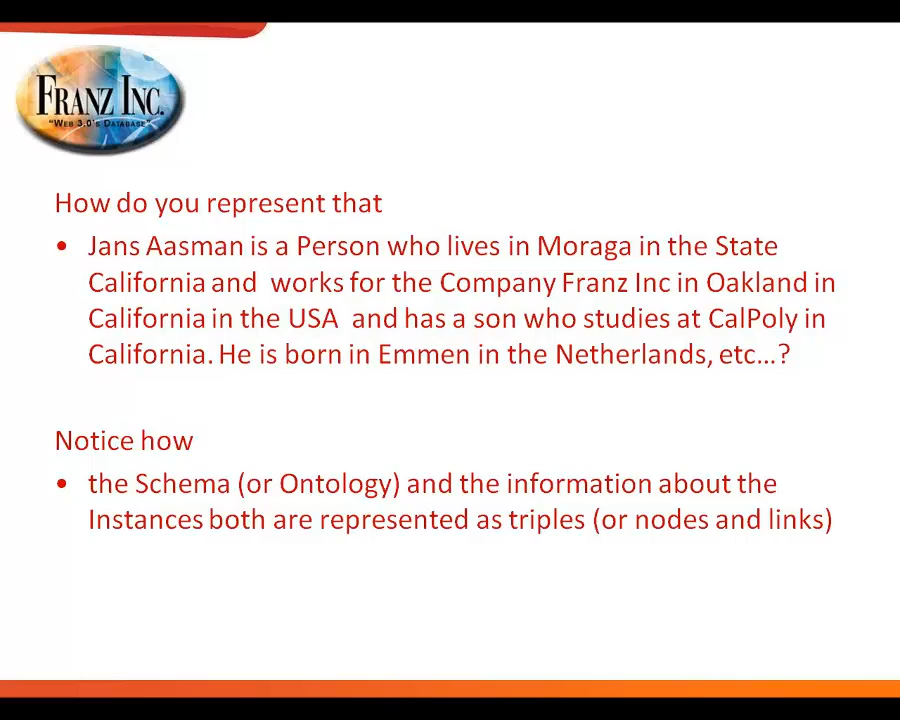 FRANZ INC.
"WEB 3.0'S DATABASE"
How do you represent that
• Jans Aasman is a Person who lives in Moraga in the State
California and  works for the Company Franz Inc in Oakland in
California in the USA  and has a son who studies at CalPoly in
California. He is born in Emmen in the Netherlands, etc...?
Notice how
• the Schema (or Ontology) and the information about the
Instances both are represented as triples (or nodes and links)